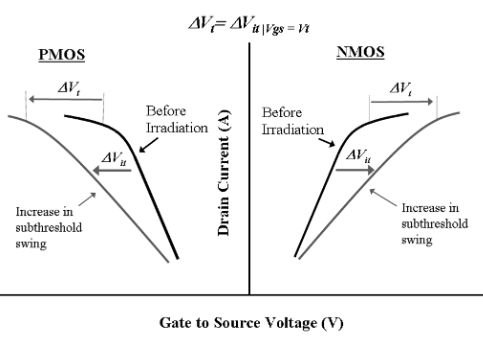 ΔVt= ΔVit |Vgs = Vt
PMOS
NMOS
ΔVt
Before
Irradiation
ΔVit
Increase in
subthreshold
swing
Drain Current (A)
ΔVt
Before
Irradiation
ΔVit
Increase in
subthreshold
swing
Gate to Source Voltage (V)